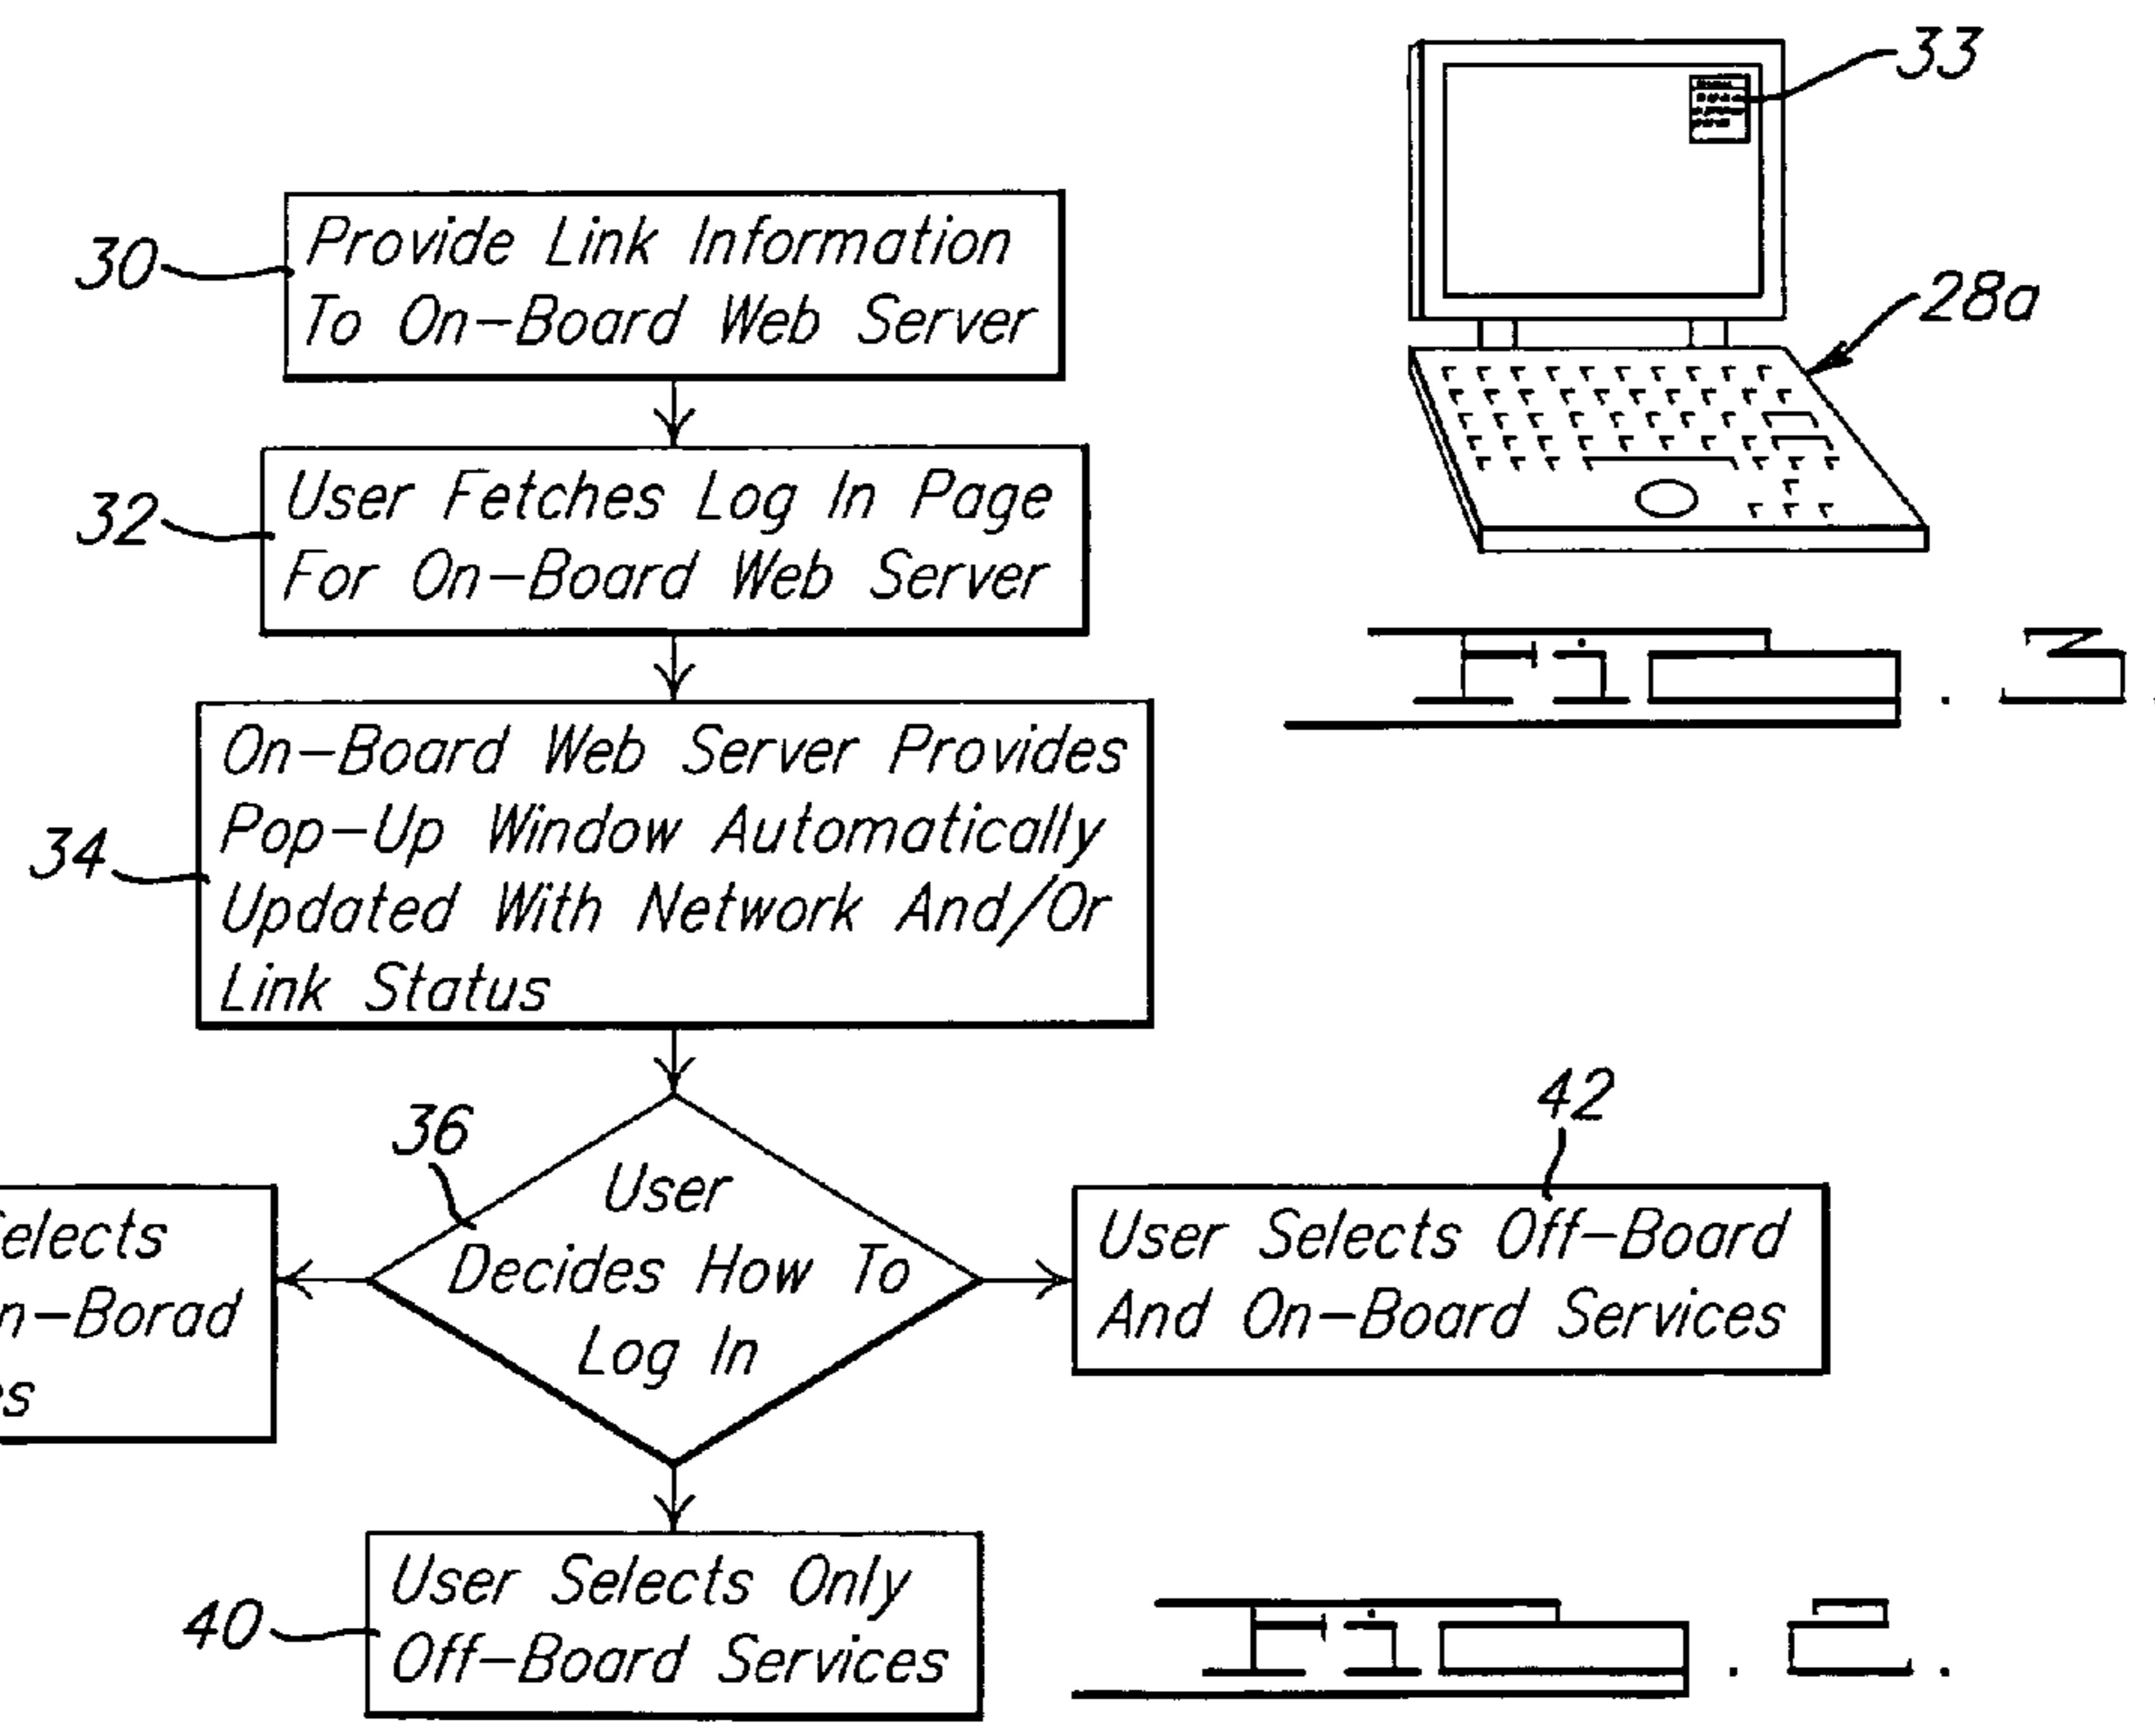 33
30
Provide Link Information
To On-Board Web Server
28a
32
User Fetches Log In Page
For On-Board Web Server
Fig. 3.
34
On-Board Web Server Provides
Pop-Up Window Automatically
Updated With Network And/Or
Link Status
36
User
Decides How To
Log In
elects
n-Borad
es
42
User Selects Off-Board
And On-Board Services
40
User Selects Only
Off-Board Services
Fig. 2.